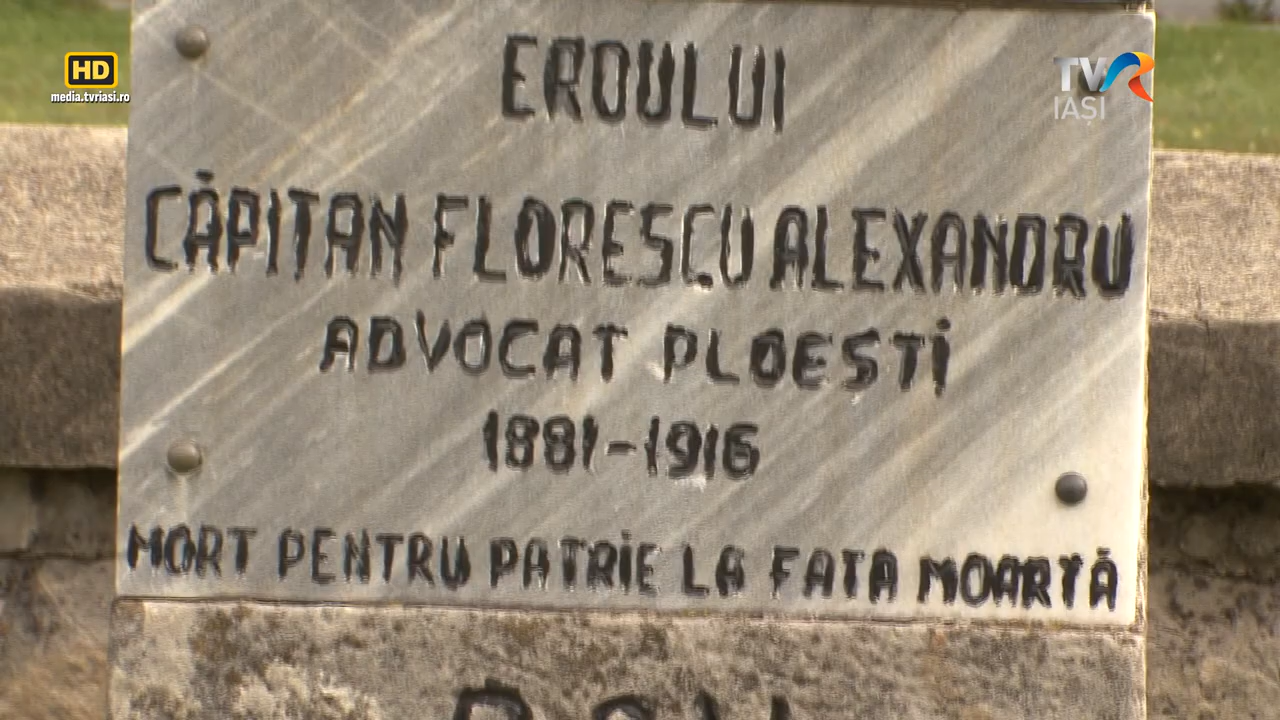 HD
media.tvriasi.ro
TVR
IAȘI
EROULUI
CĂPITAN FLORESCU ALEXANDRU
ADVOCAT PLOESTI
1881-1916
MORT PENTRU PATRIE LA FATA MOARTĂ